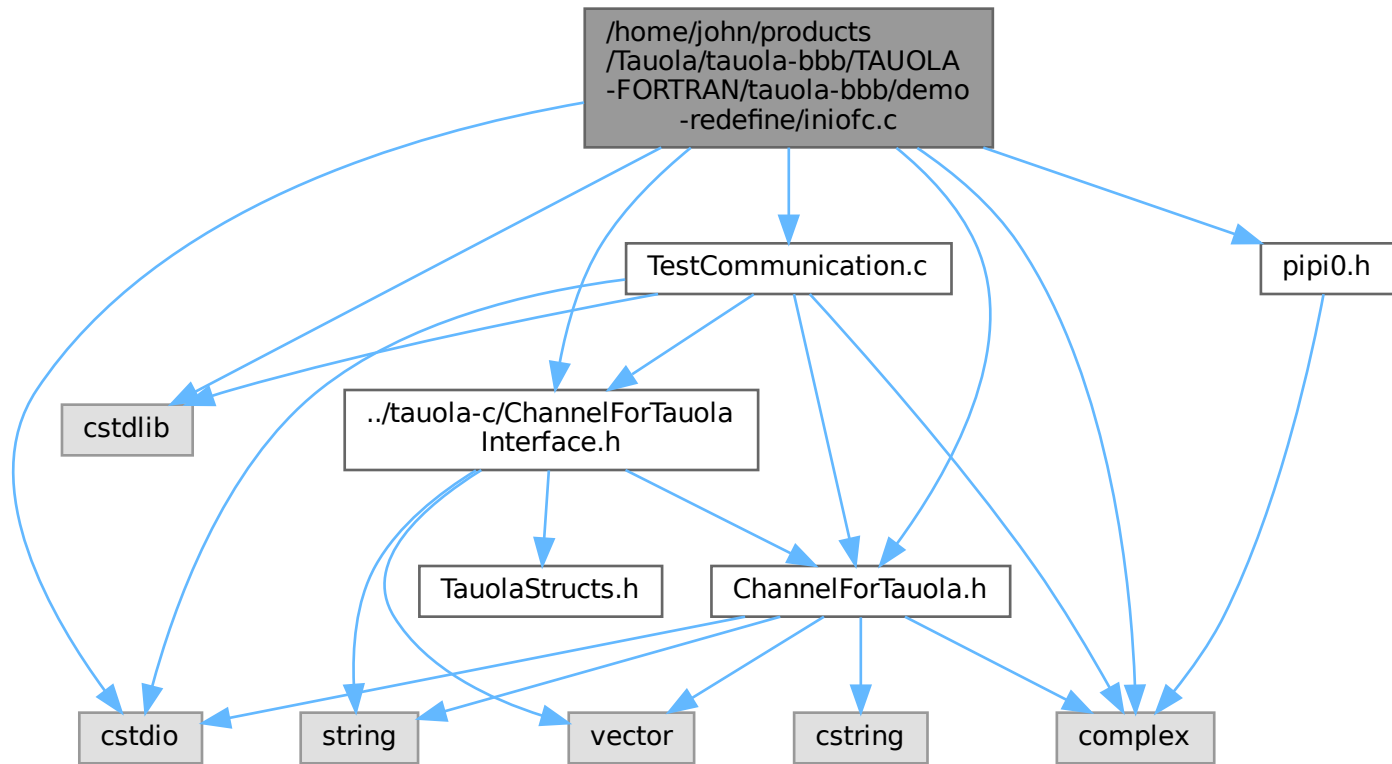 /home/john/products
/Tauola/tauola-bbb/TAUOLA
-FORTRAN/tauola-bbb/demo
-redefine/iniofc.c
TestCommunication.c
pipi0.h
../tauola-c/ChannelForTauola
Interface.h
cstdlib
TauolaStructs.h
ChannelForTauola.h
cstdio
string
vector
cstring
complex